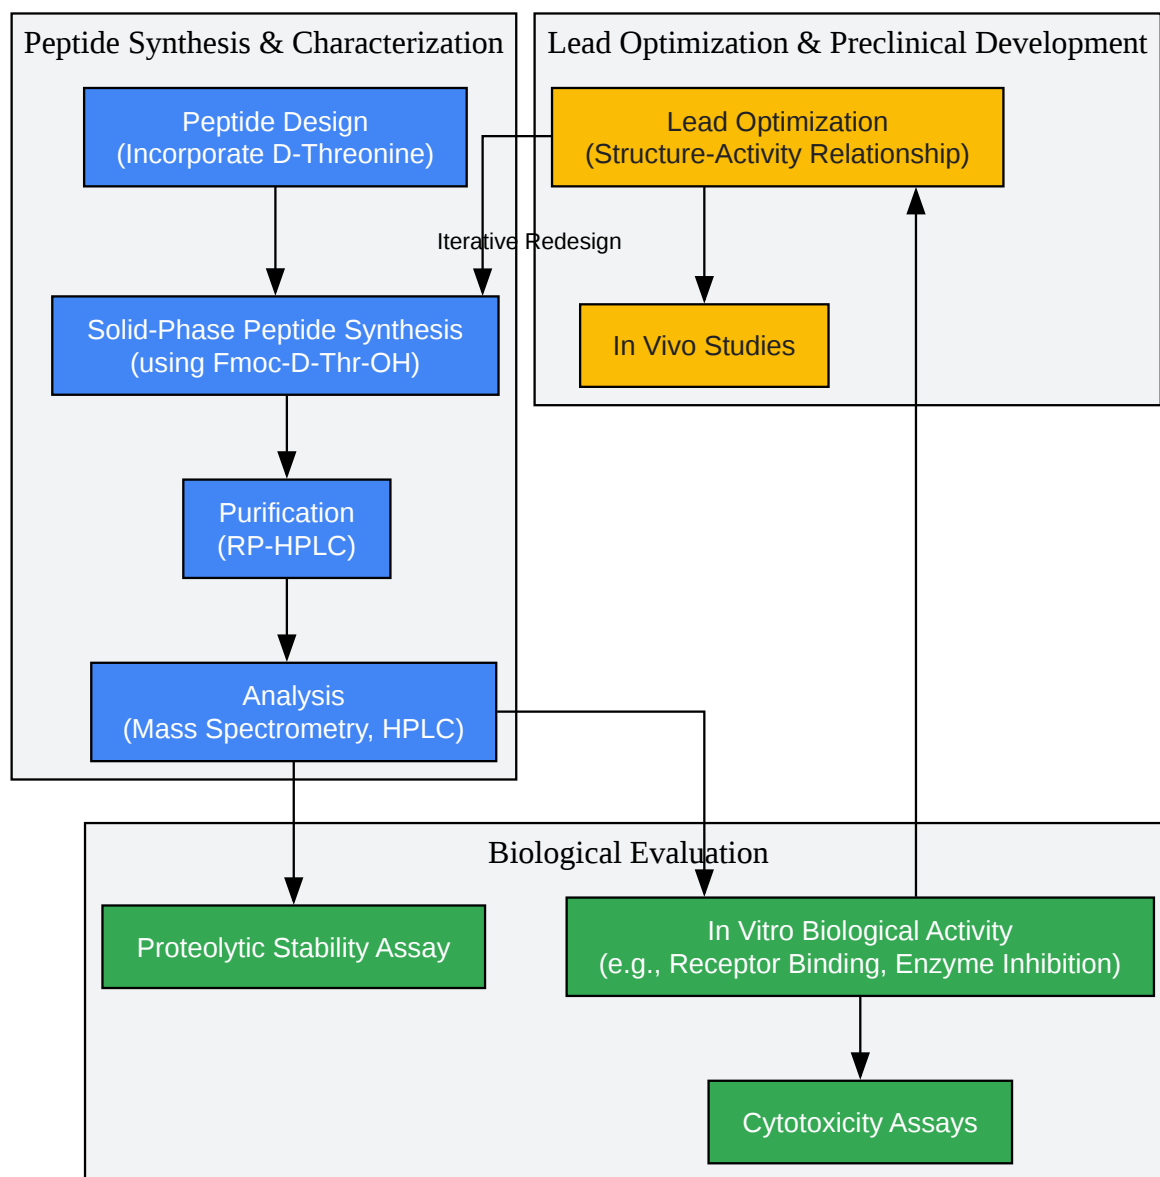 Peptide Synthesis & Characterization
Peptide Design
(Incorporate D-Threonine)
Solid-Phase Peptide Synthesis
(using Fmoc-D-Thr-OH)
Purification
(RP-HPLC)
Analysis
(Mass Spectrometry, HPLC)
Lead Optimization & Preclinical Development
Lead Optimization
(Structure-Activity Relationship)
Iterative Redesign
In Vivo Studies
Biological Evaluation
Proteolytic Stability Assay
In Vitro Biological Activity
(e.g., Receptor Binding, Enzyme Inhibition)
Cytotoxicity Assays